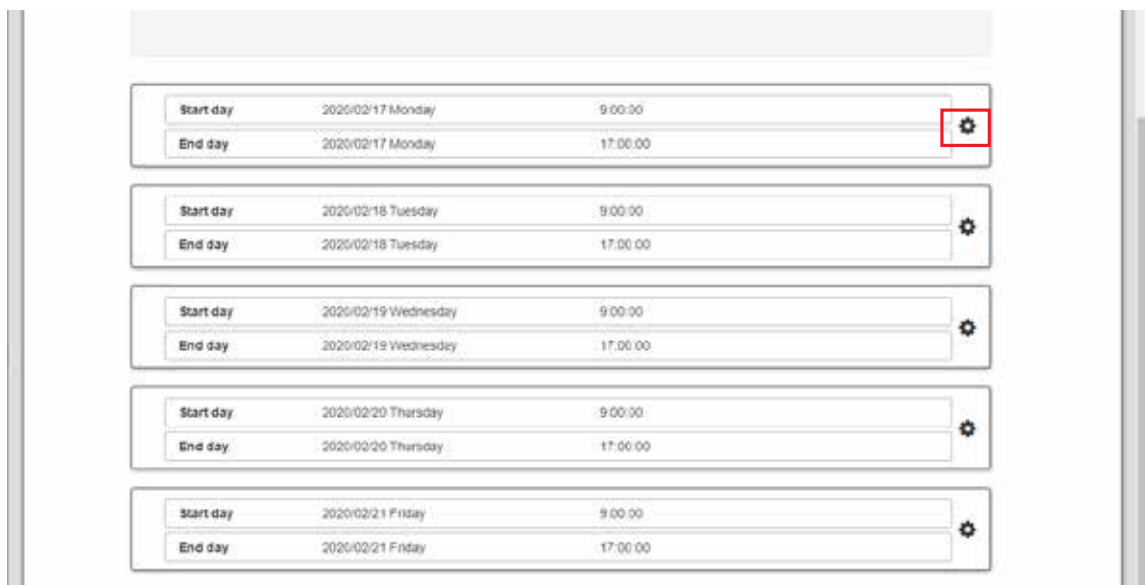 Start day 2020/02/17 Monday 9:00:00
End day 2020/02/17 Monday 17:00:00
Start day 2020/02/18 Tuesday 9:00:00
End day 2020/02/18 Tuesday 17:00:00
Start day 2020/02/19 Wednesday 9:00:00
End day 2020/02/19 Wednesday 17:00:00
Start day 2020/02/20 Thursday 9:00:00
End day 2020/02/20 Thursday 17:00:00
Start day 2020/02/21 Friday 9:00:00
End day 2020/02/21 Friday 17:00:00